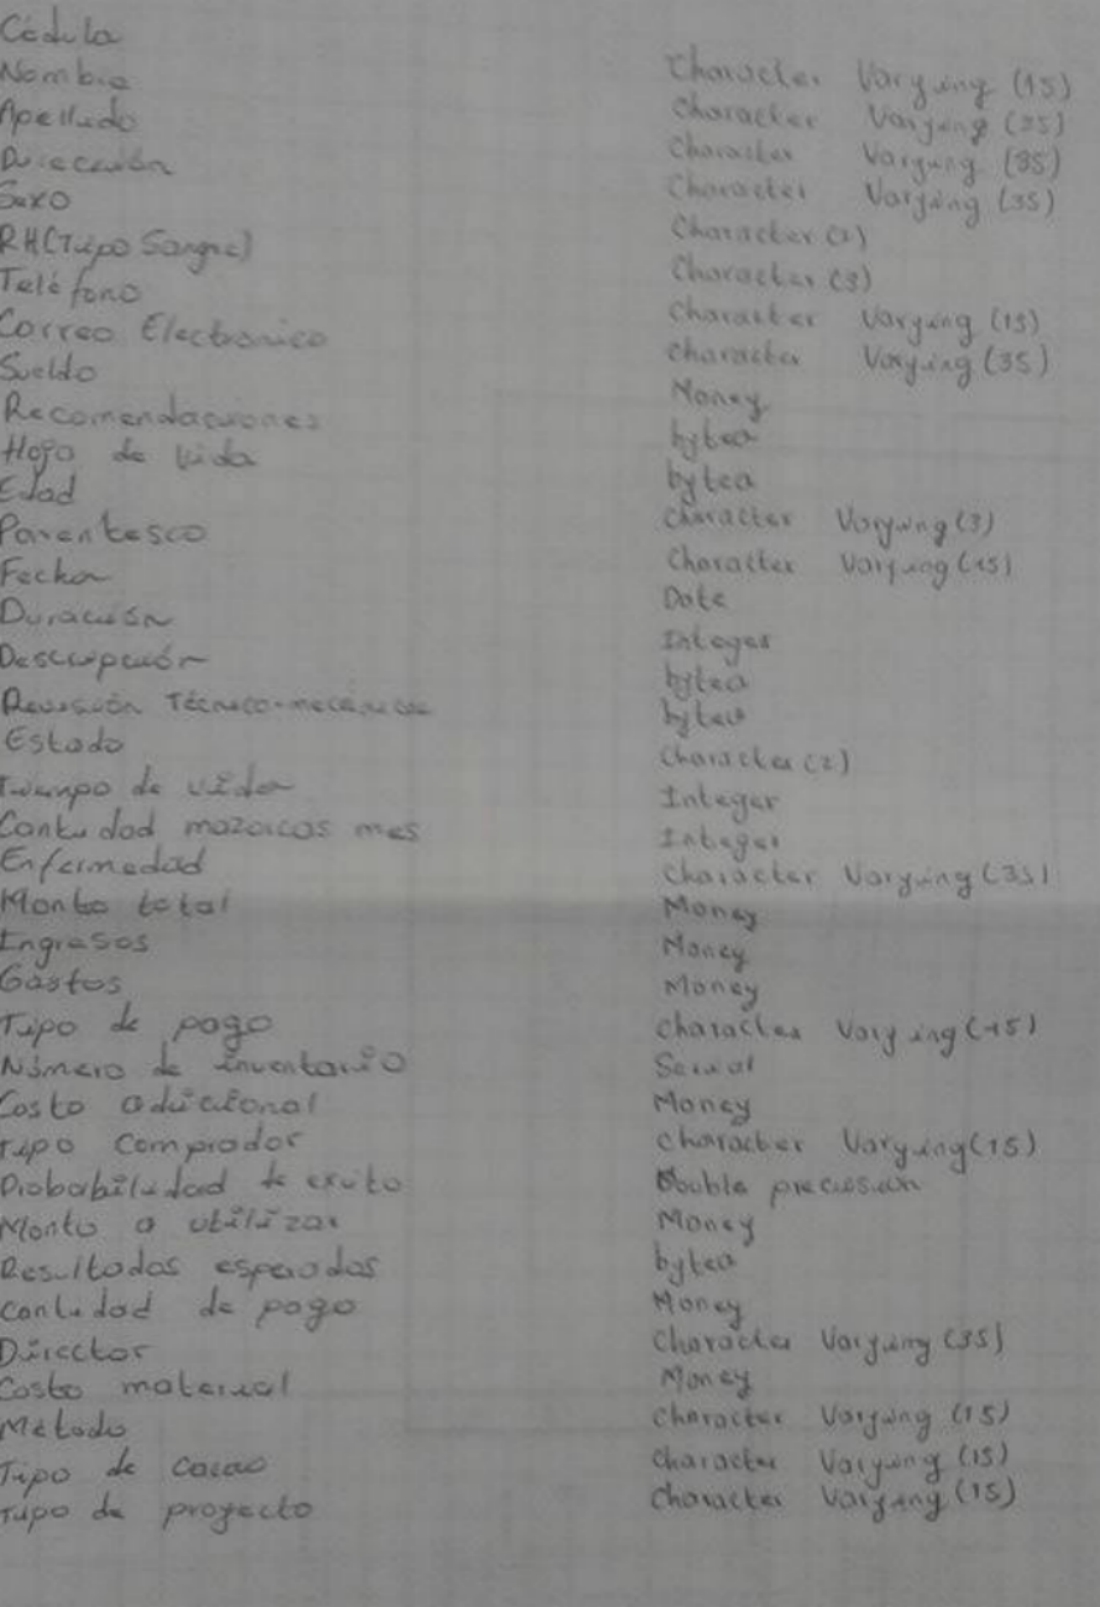 Cédula Character Varying (15)
Nombre Character Varying (35)
Apellido Character Varying (35)
Dirección Character Varying (35)
Sexo Character (1)
RH(Tipo Sangre) Character (3)
Teléfono Character Varying (15)
Correo Electronico Character Varying (35)
Sueldo Money
Recomendaciones bytea
Hoja de vida bytea
Edad Character Varying (3)
Parentesco Character Varying (15)
Fecha Date
Duración Integer
Descripción bytea
Revisión Técnico-mecánica bytea
Estado Character (2)
Tiempo de vida Integer
Cantidad mazorcas mes Integer
Enfermedad Character Varying (35)
Monto total Money
Ingresos Money
Gastos Money
Tipo de pago Character Varying (15)
Número de inventario Serial
Costo adicional Money
Tipo Comprador Character Varying (15)
Probabilidad de exito Double precision
Monto a utilizar Money
Resultados esperados bytea
Cantidad de pago Money
Director Character Varying (35)
Costo material Money
Método Character Varying (15)
Tipo de Cacao Character Varying (15)
Tipo de proyecto Character Varying (15)